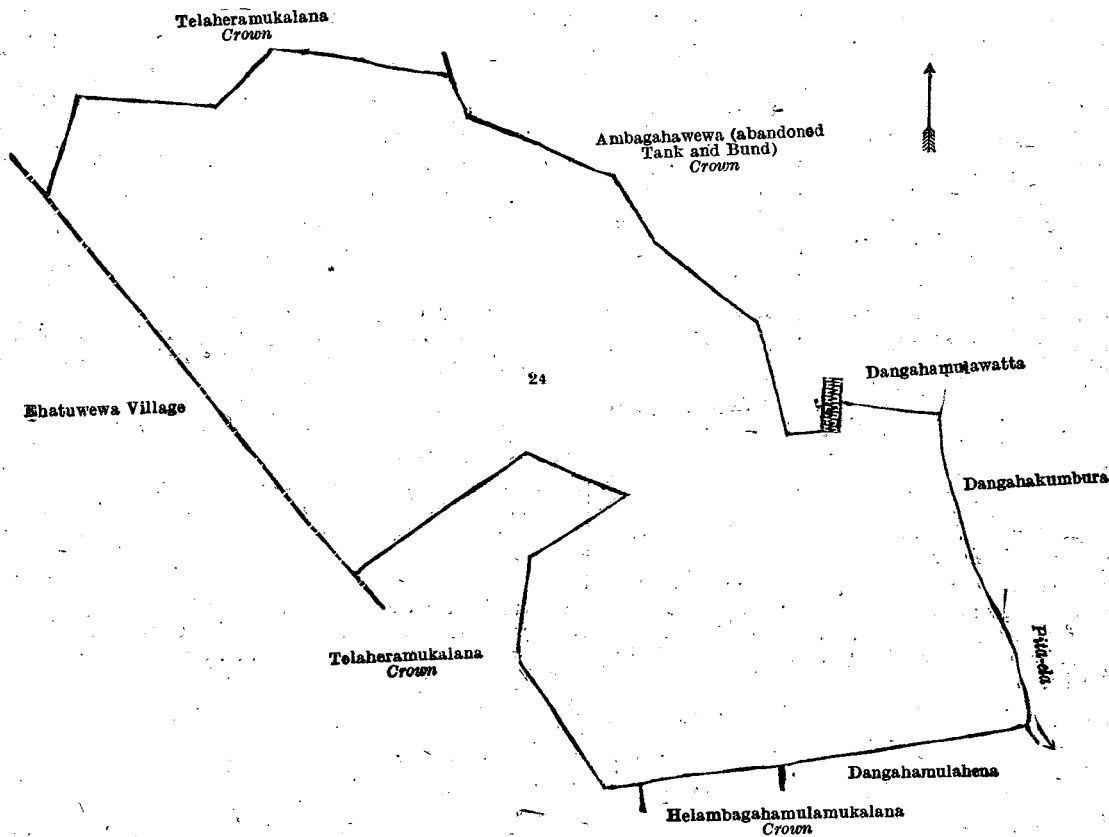 Telaheramukalana
Crown
Ambagahawewa (abandoned
Tank and Bund)
Crown
Dangahamulawatta
24
Ehatuwewa Village
Dangahakumbura
Pita-ela
Telaheramukalana
Crown
Dangahamulahena
Helambagahamulamukalana
Crown